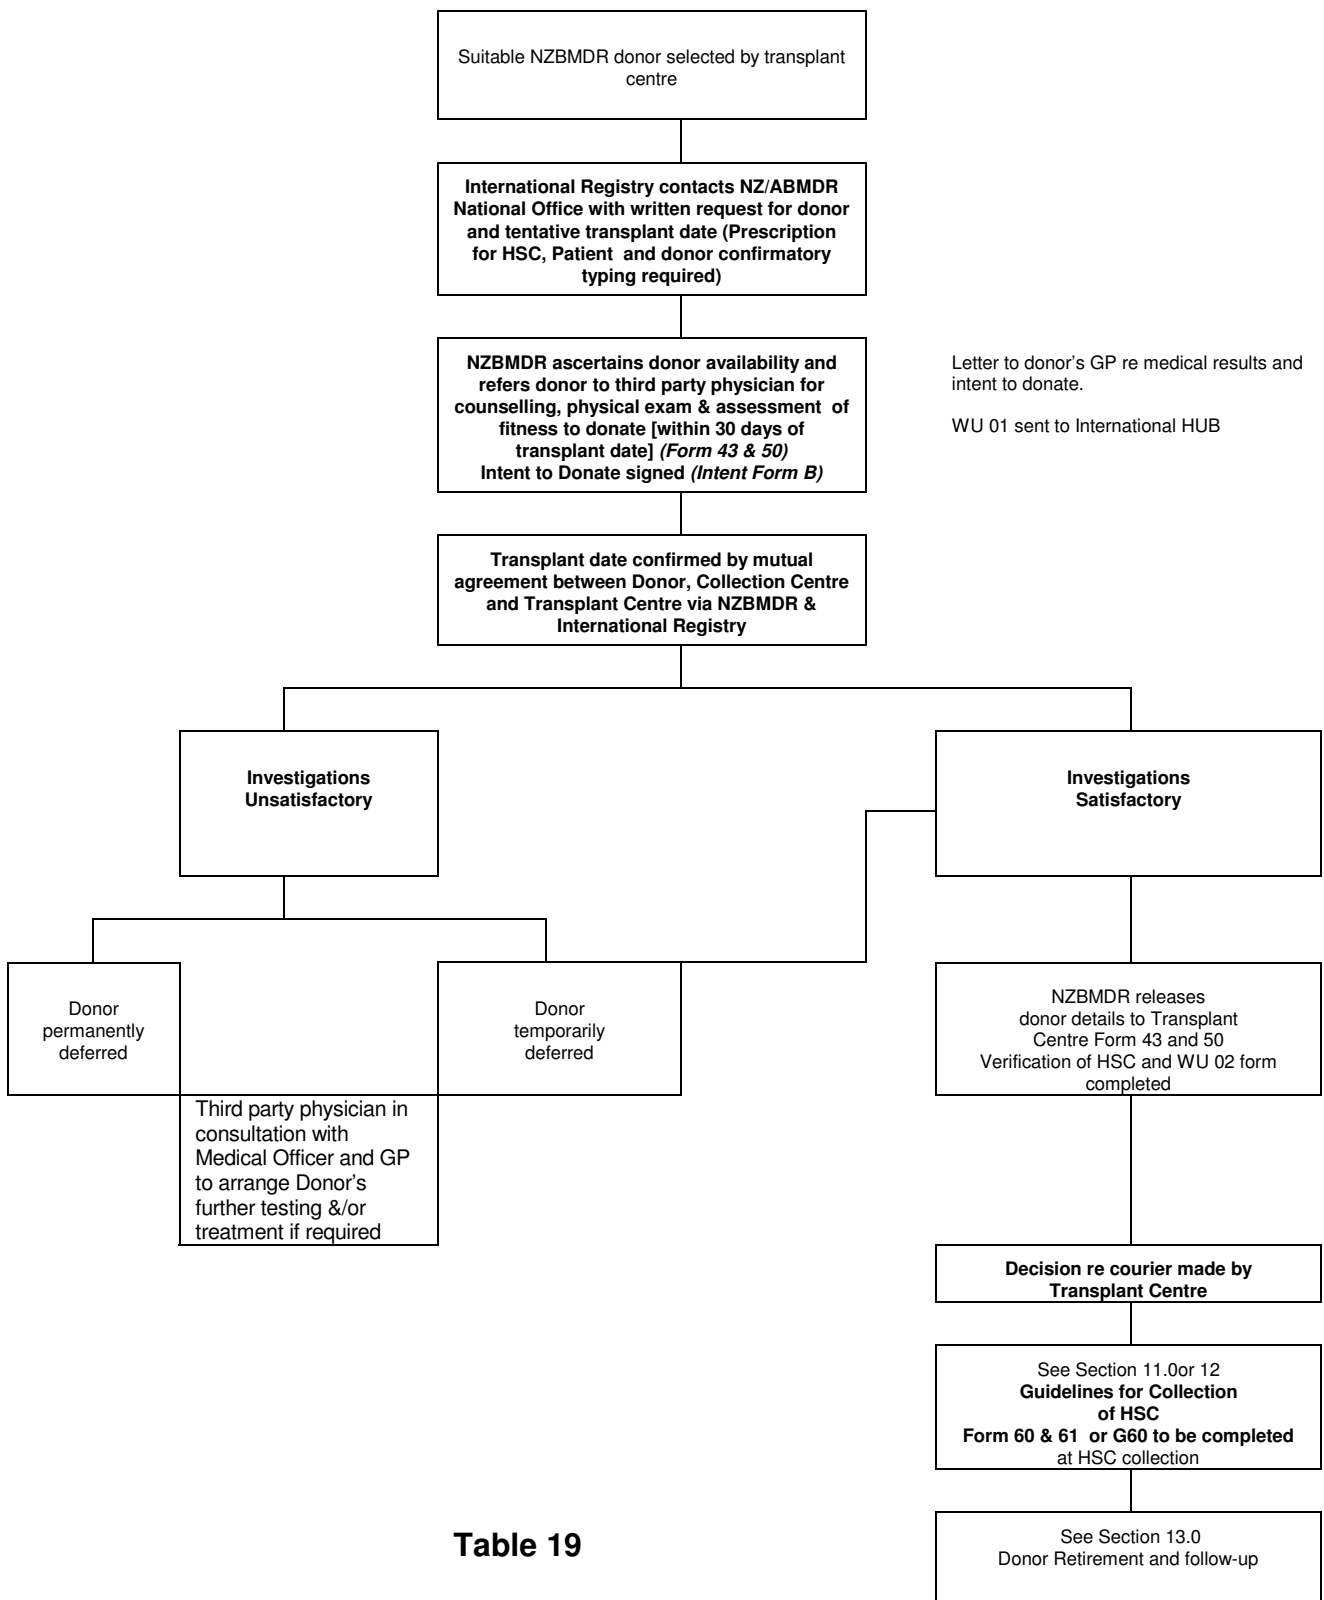 Suitable NZBMDR donor selected by transplant
centre
International Registry contacts NZ/ABMDR
National Office with written request for donor
and tentative transplant date (Prescription
for HSC, Patient and donor confirmatory
typing required)
NZBMDR ascertains donor availability and
refers donor to third party physician for
counselling, physical exam & assessment of
fitness to donate [within 30 days of
transplant date] (Form 43 & 50)
Intent to Donate signed (Intent Form B)
Letter to donor's GP re medical results and
intent to donate.
WU 01 sent to International HUB
Transplant date confirmed by mutual
agreement between Donor, Collection Centre
and Transplant Centre via NZBMDR &
International Registry
Investigations
Unsatisfactory
Investigations
Satisfactory
Donor
permanently
deferred
Donor
temporarily
deferred
NZBMDR releases
donor details to Transplant
Centre Form 43 and 50
Verification of HSC and WU 02 form
completed
Third party physician in
consultation with
Medical Officer and GP
to arrange Donor's
further testing &/or
treatment if required
Decision re courier made by
Transplant Centre
See Section 11.0or 12
Guidelines for Collection
of HSC
Form 60 & 61 or G60 to be completed
at HSC collection
See Section 13.0
Donor Retirement and follow-up
Table 19